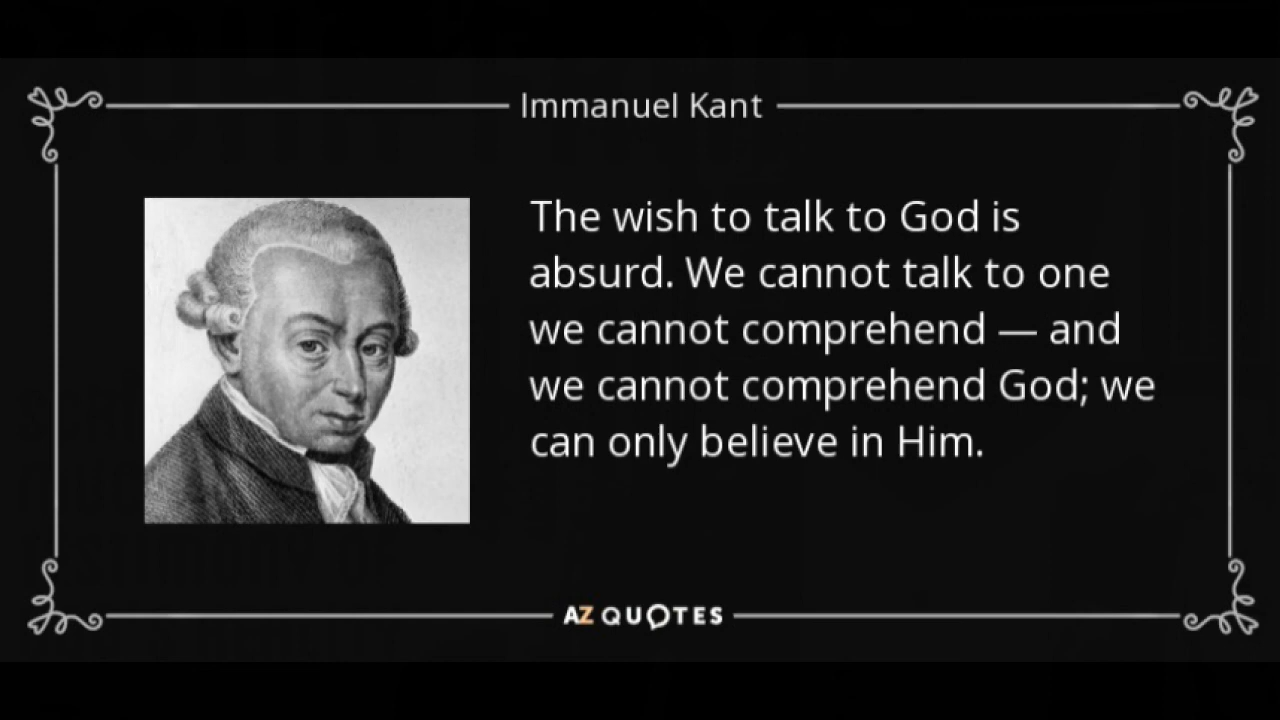 Immanuel Kant
The wish to talk to God is
absurd. We cannot talk to one
we cannot comprehend — and
we cannot comprehend God; we
can only believe in Him.
AZ QUOTES